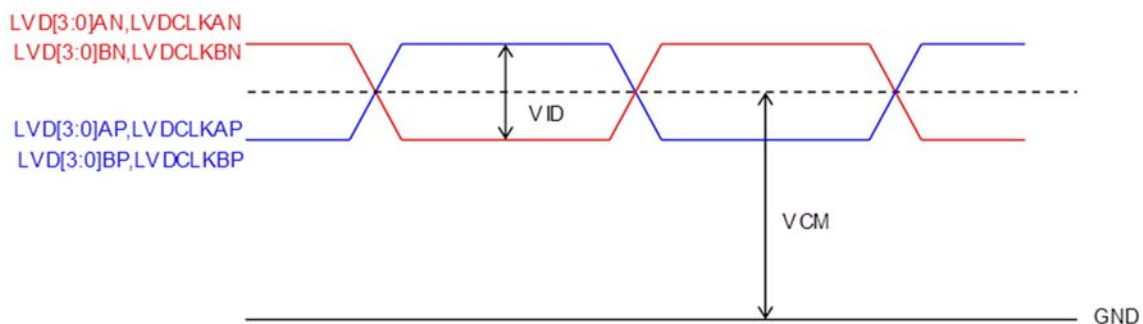 LVD[3:0]AN,LVDCLKAN
LVD[3:0]BN,LVDCLKBN
VID
LVD[3:0]AP,LVDCLKAP
LVD[3:0]BP,LVDCLKBP
VCM
GND